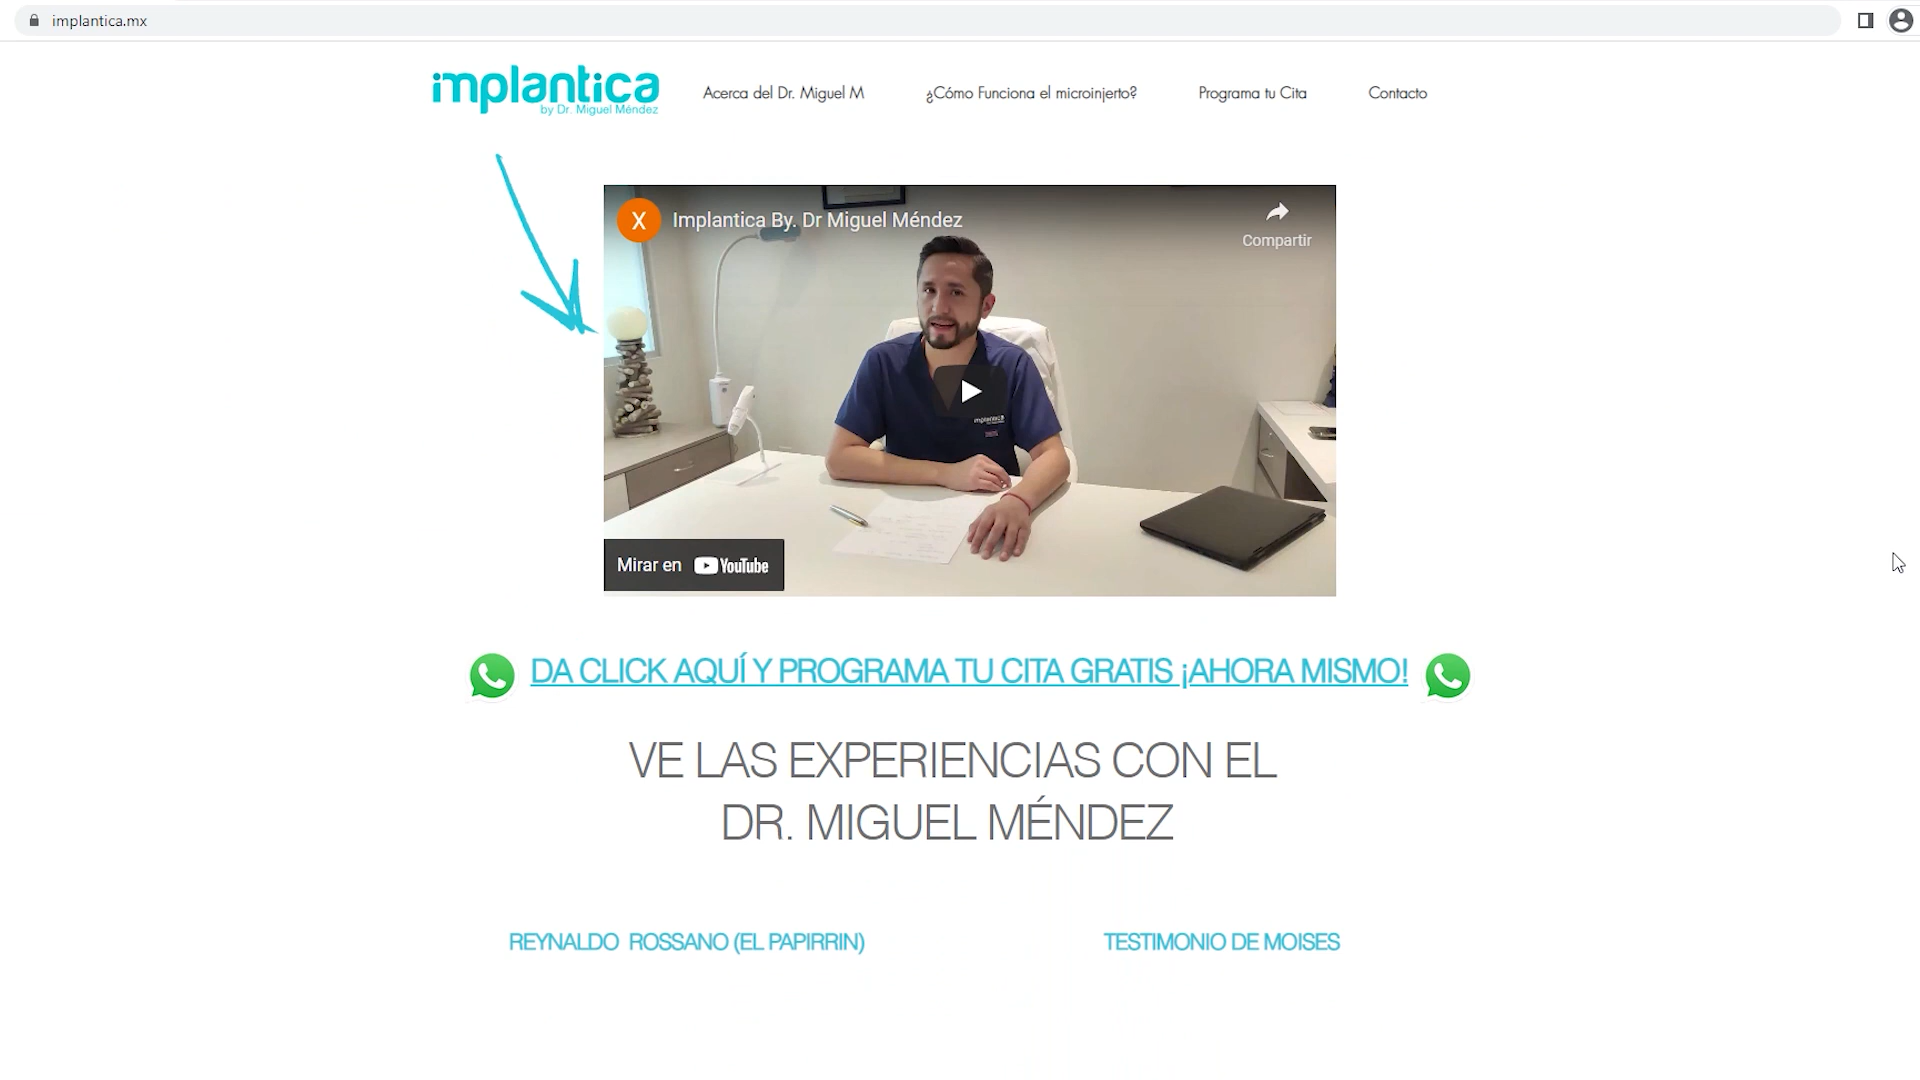 implantica.mx
implantica
by Dr. Miguel Méndez
Acerca del Dr. Miguel M
¿Cómo Funciona el microinjerto?
Programa tu Cita
Contacto
X
Implantica By. Dr Miguel Méndez
Compartir
implantica
Mirar en YouTube
DA CLICK AQUÍ Y PROGRAMA TU CITA GRATIS ¡AHORA MISMO!
VE LAS EXPERIENCIAS CON EL
DR. MIGUEL MÉNDEZ
REYNALDO ROSSANO (EL PAPIRRIN)
TESTIMONIO DE MOISES